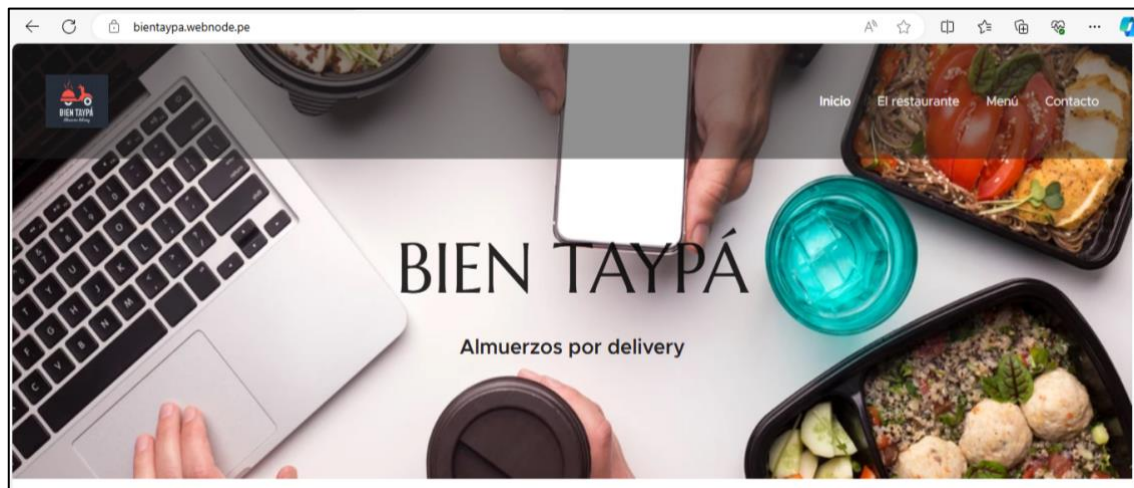 bientaypa.webnode.pe
BIEN TAYPÁ
Inicio El restaurante Menú Contacto
BIEN TAYPÁ
Almuerzos por delivery